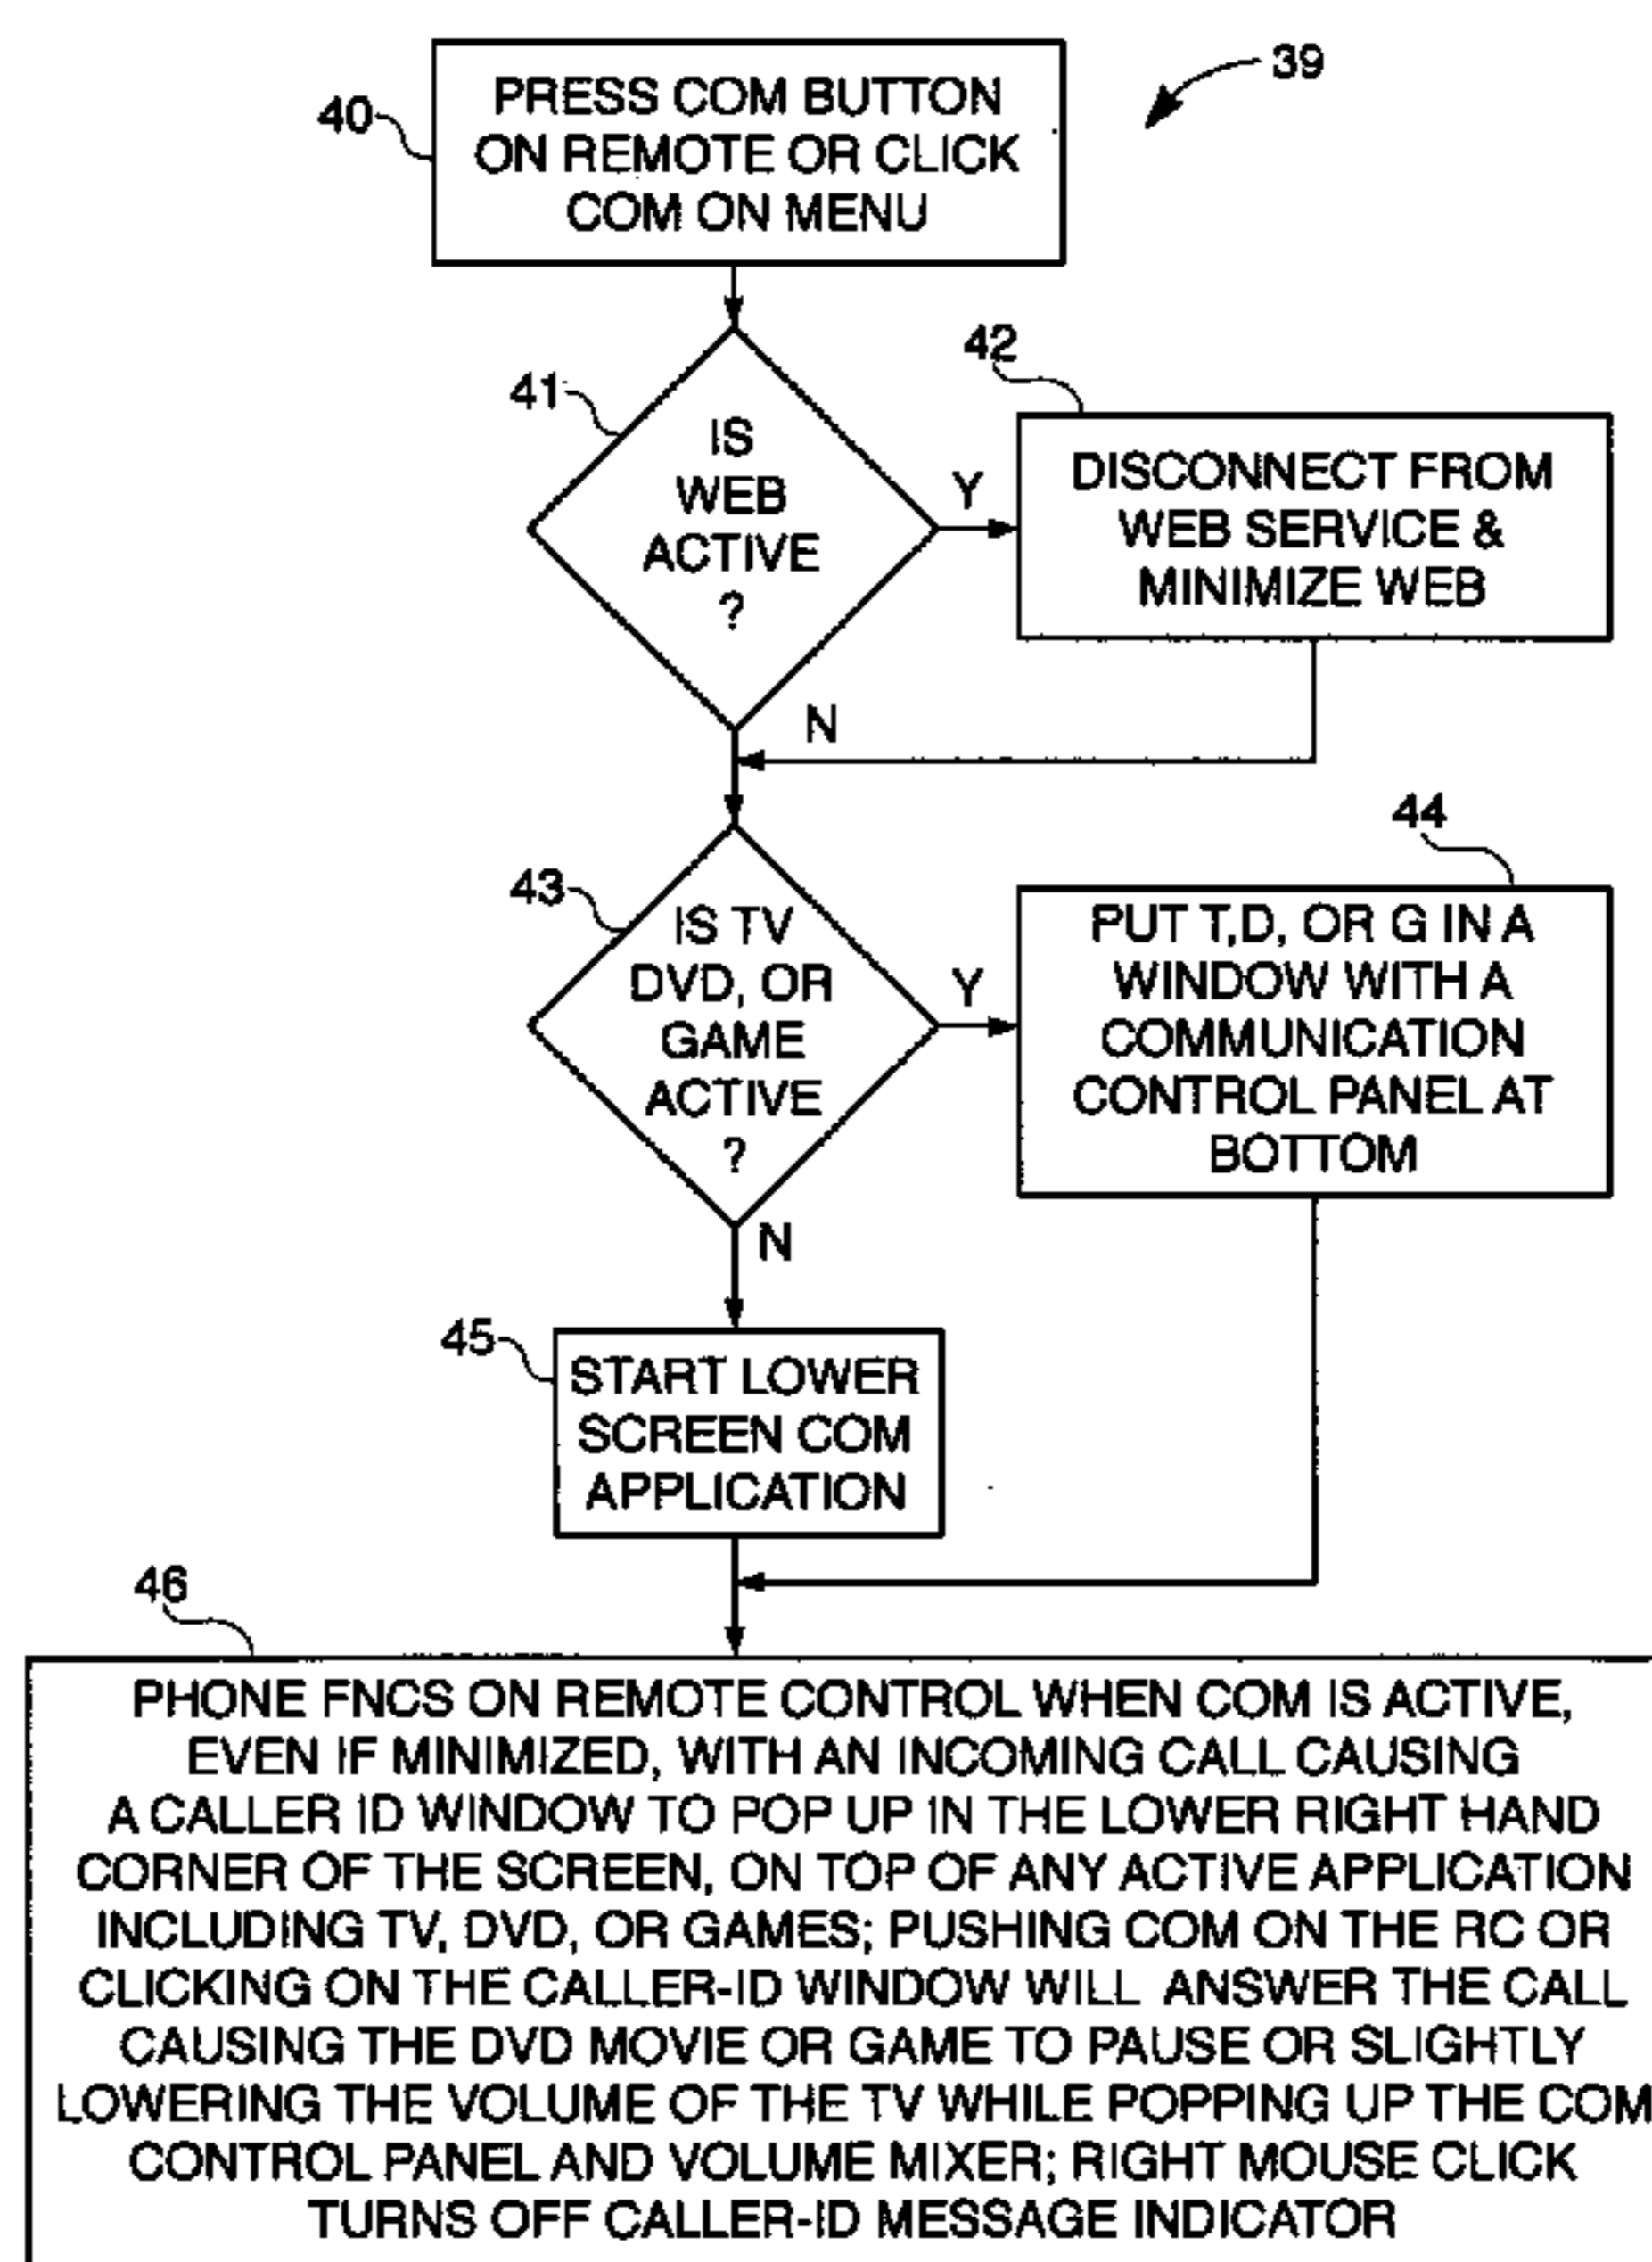 39
40
PRESS COM BUTTON
ON REMOTE OR CLICK
COM ON MENU
41
IS
WEB
ACTIVE
?
Y
42
DISCONNECT FROM
WEB SERVICE &
MINIMIZE WEB
N
43
IS TV
DVD, OR
GAME
ACTIVE
?
Y
44
PUT T,D, OR G IN A
WINDOW WITH A
COMMUNICATION
CONTROL PANEL AT
BOTTOM
N
45
START LOWER
SCREEN COM
APPLICATION
46
PHONE FNCS ON REMOTE CONTROL WHEN COM IS ACTIVE,
EVEN IF MINIMIZED, WITH AN INCOMING CALL CAUSING
A CALLER ID WINDOW TO POP UP IN THE LOWER RIGHT HAND
CORNER OF THE SCREEN, ON TOP OF ANY ACTIVE APPLICATION
INCLUDING TV, DVD, OR GAMES; PUSHING COM ON THE RC OR
CLICKING ON THE CALLER-ID WINDOW WILL ANSWER THE CALL
CAUSING THE DVD MOVIE OR GAME TO PAUSE OR SLIGHTLY
LOWERING THE VOLUME OF THE TV WHILE POPPING UP THE COM
CONTROL PANEL AND VOLUME MIXER; RIGHT MOUSE CLICK
TURNS OFF CALLER-ID MESSAGE INDICATOR